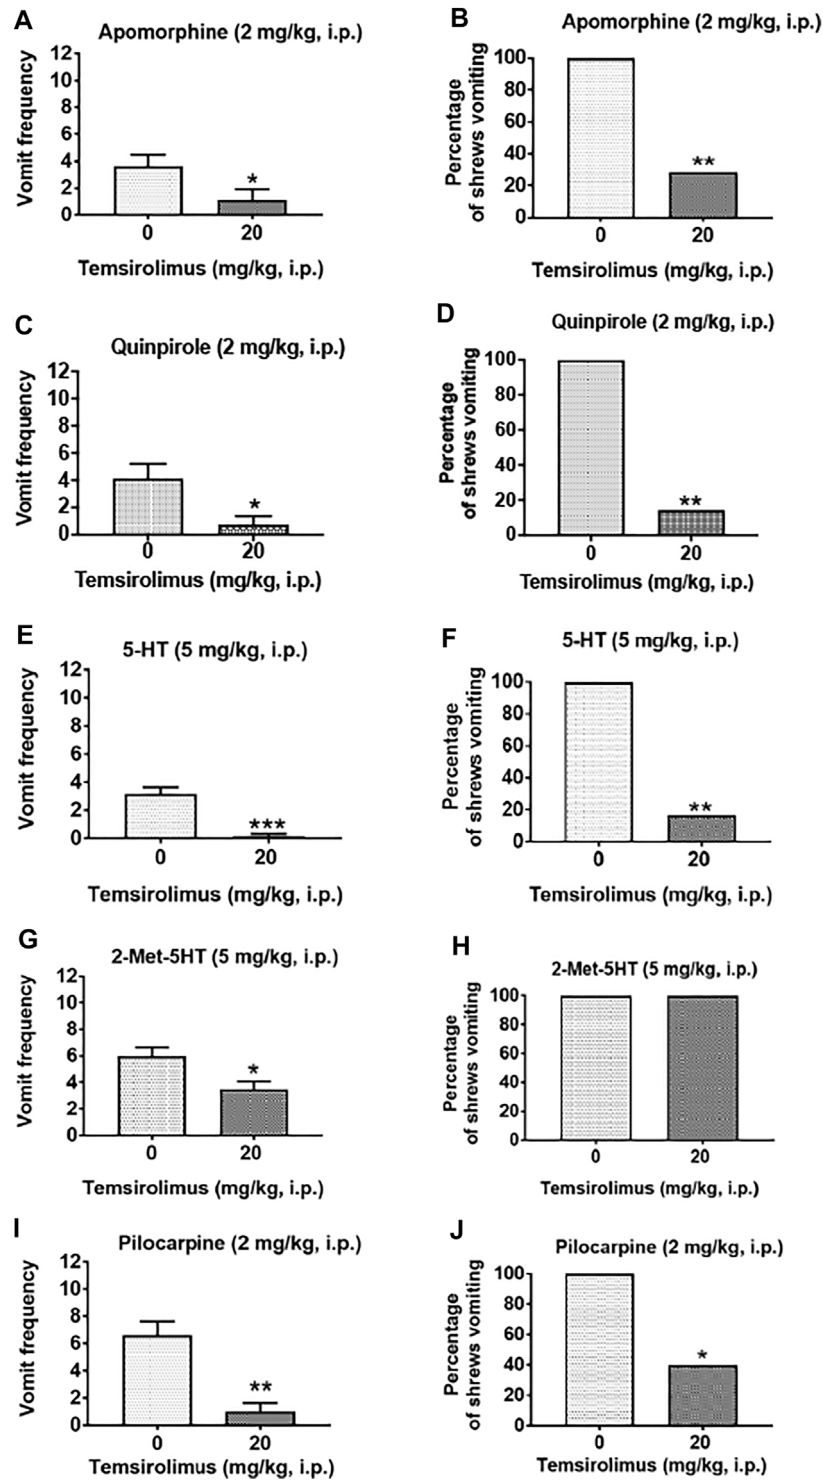 A
Apomorphine (2 mg/kg, i.p.)
Vomit frequency
12
10
8
6
4
2
0
*
0 20
Temsirolimus (mg/kg, i.p.)
B
Apomorphine (2 mg/kg, i.p.)
Percentage
of shrews vomiting
100
80
60
40
20
0
**
0 20
Temsirolimus (mg/kg, i.p.)
C
Quinpirole (2 mg/kg, i.p.)
Vomit frequency
12
10
8
6
4
2
0
*
0 20
Temsirolimus (mg/kg, i.p.)
D
Quinpirole (2 mg/kg, i.p.)
Percentage
of shrews vomiting
100
80
60
40
20
0
**
0 20
Temsirolimus (mg/kg, i.p.)
E
5-HT (5 mg/kg, i.p.)
Vomit frequency
12
10
8
6
4
2
0
***
0 20
Temsirolimus (mg/kg, i.p.)
F
5-HT (5 mg/kg, i.p.)
Percentage
of shrews vomiting
100
80
60
40
20
0
**
0 20
Temsirolimus (mg/kg, i.p.)
G
2-Met-5HT (5 mg/kg, i.p.)
Vomit frequency
12
10
8
6
4
2
0
*
0 20
Temsirolimus (mg/kg, i.p.)
H
2-Met-5HT (5 mg/kg, i.p.)
Percentage
of shrews vomiting
100
80
60
40
20
0
0 20
Temsirolimus (mg/kg, i.p.)
I
Pilocarpine (2 mg/kg, i.p.)
Vomit frequency
12
10
8
6
4
2
0
**
0 20
Temsirolimus (mg/kg, i.p.)
J
Pilocarpine (2 mg/kg, i.p.)
Percentage
of shrews vomiting
100
80
60
40
20
0
*
0 20
Temsirolimus (mg/kg, i.p.)